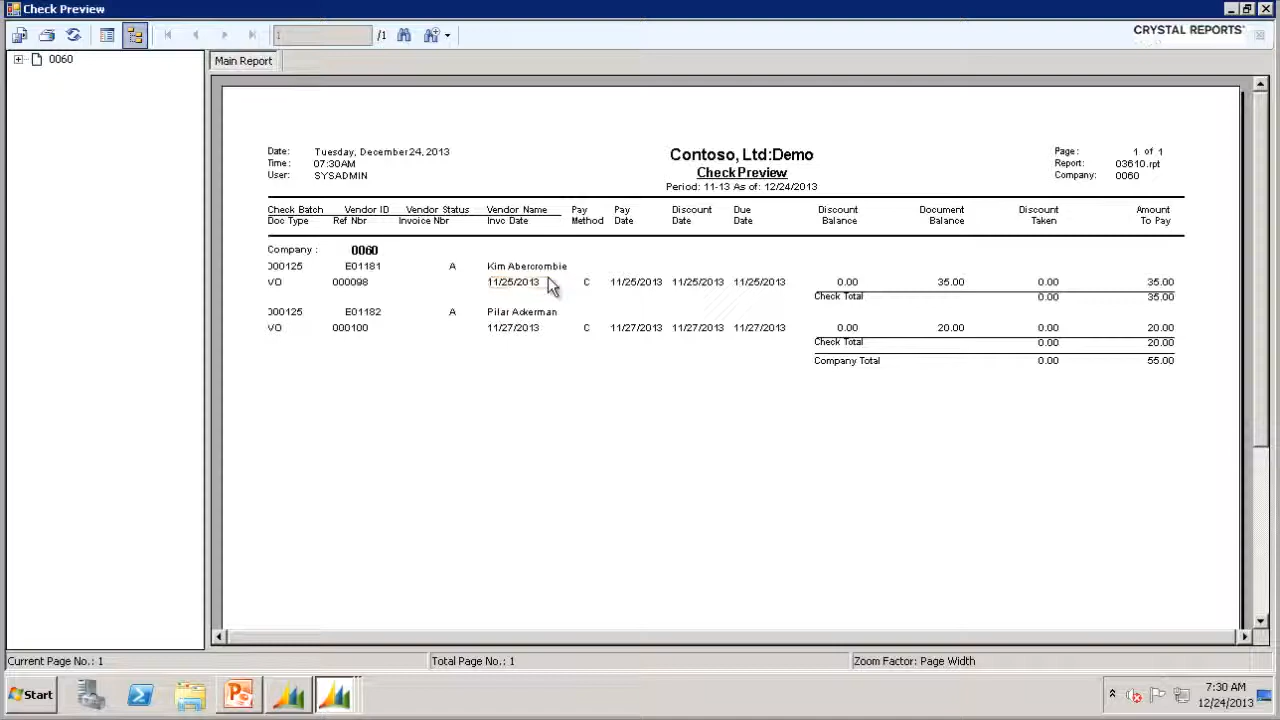 Check Preview
1 /1 CRYSTAL REPORTS
0060
Main Report
Date: Tuesday, December 24, 2013 Contoso, Ltd:Demo Page: 1 of 1
Time: 07:30AM Check Preview Report: 03610.rpt
User: SYSADMIN Period: 11-13 As of: 12/24/2013 Company: 0060
Check Batch Vendor ID Vendor Status Vendor Name Pay Pay Discount Due Discount Document Discount Amount
Doc Type Ref Nbr Invoice Nbr Invc Date Method Date Date Date Balance Balance Taken To Pay
Company : 0060
000125 E01181 A Kim Abercrombie
VO 000098 11/25/2013 C 11/25/2013 11/25/2013 11/25/2013 0.00 35.00 0.00 35.00
Check Total 0.00 35.00
000125 E01182 A Pilar Ackerman
VO 000100 11/27/2013 C 11/27/2013 11/27/2013 11/27/2013 0.00 20.00 0.00 20.00
Check Total 0.00 20.00
Company Total 0.00 55.00
Current Page No.: 1 Total Page No.: 1 Zoom Factor: Page Width
Start 7:30 AM
12/24/2013